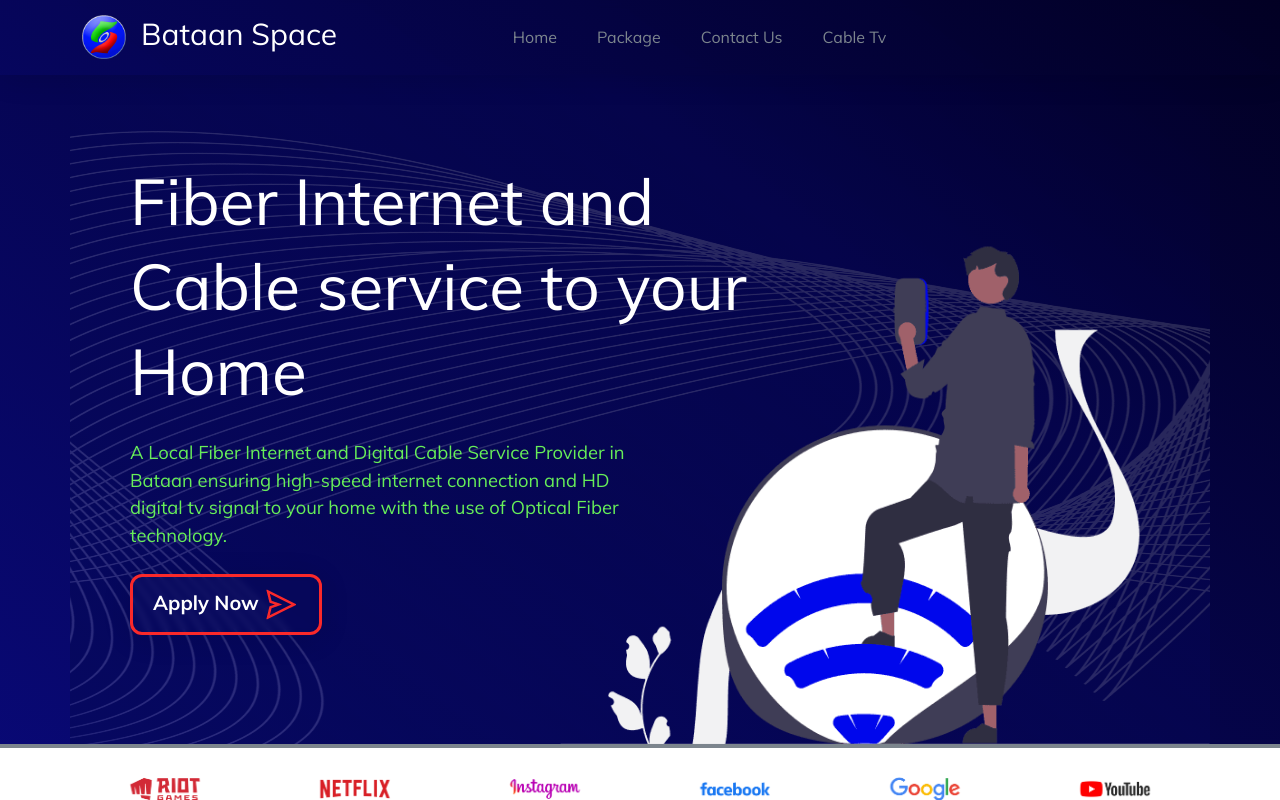 Bataan Space
Home
Package
Contact Us
Cable Tv
Fiber Internet and
Cable service to your
Home
A Local Fiber Internet and Digital Cable Service Provider in
Bataan ensuring high-speed internet connection and HD
digital tv signal to your home with the use of Optical Fiber
technology.
Apply Now
RIOT
GAMES
NETFLIX
Instagram
facebook
Google
YouTube